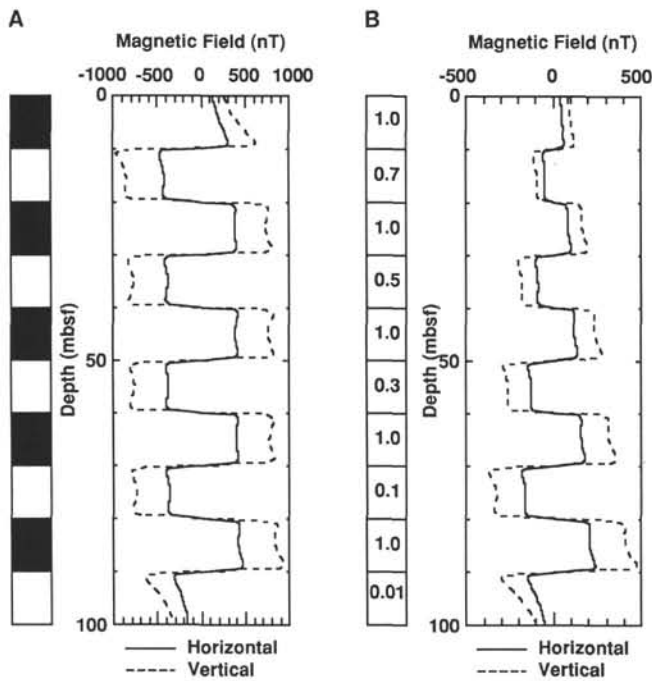 A
Magnetic Field (nT)
-1000 -500 0 500 1000
0
50
100
Depth (mbsf)
Horizontal
Vertical
B
Magnetic Field (nT)
-500 0 500
0
50
100
Depth (mbsf)
1.0
0.7
1.0
0.5
1.0
0.3
1.0
0.1
1.0
0.01
Horizontal
Vertical